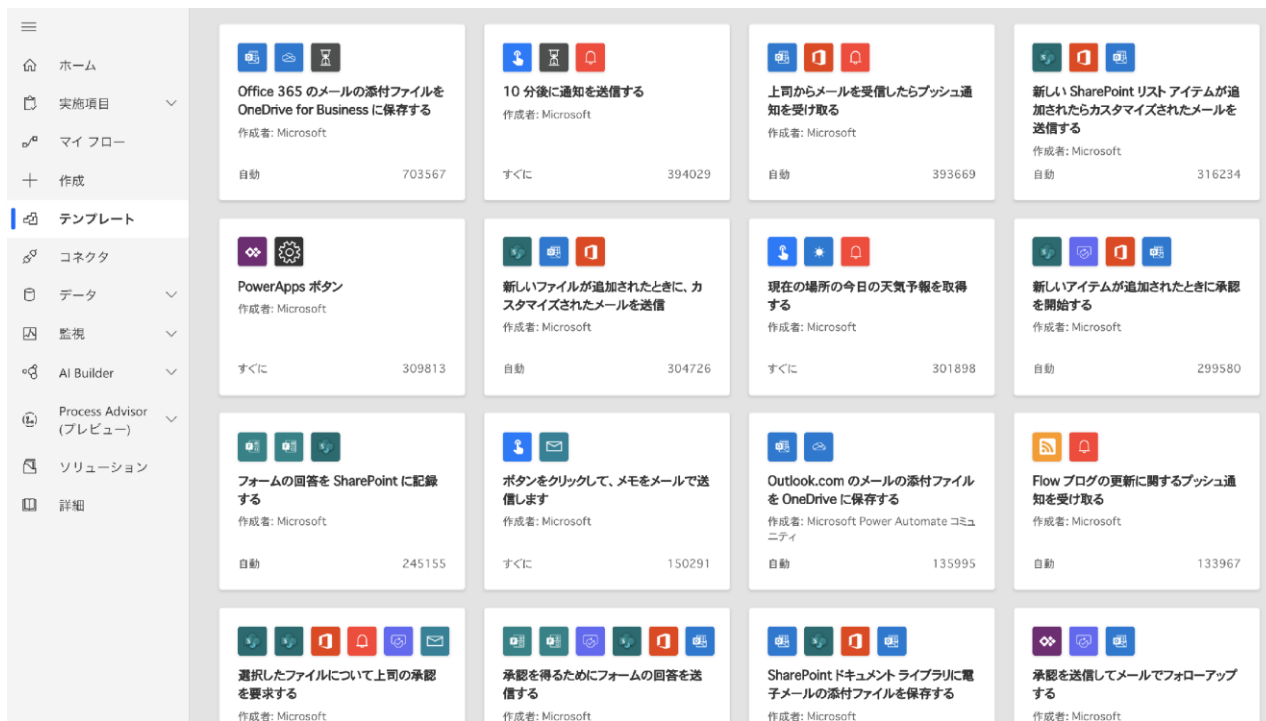 ホーム
実施項目
マイ フロー
作成
テンプレート
コネクタ
データ
監視
AI Builder
Process Advisor
(プレビュー)
ソリューション
詳細
Office 365 のメールの添付ファイルを
OneDrive for Business に保存する
作成者: Microsoft
自動 703567
10 分後に通知を送信する
作成者: Microsoft
すぐに 394029
上司からメールを受信したらプッシュ通
知を受け取る
作成者: Microsoft
自動 393669
新しい SharePoint リスト アイテムが追
加されたらカスタマイズされたメールを
送信する
作成者: Microsoft
自動 316234
PowerApps ボタン
作成者: Microsoft
すぐに 309813
新しいファイルが追加されたときに、カ
スタマイズされたメールを送信
作成者: Microsoft
自動 304726
現在の場所の今日の天気予報を取得
する
作成者: Microsoft
すぐに 301898
新しいアイテムが追加されたときに承認
を開始する
作成者: Microsoft
自動 299580
フォームの回答を SharePoint に記録
する
作成者: Microsoft
自動 245155
ボタンをクリックして、メモをメールで送
信します
作成者: Microsoft
すぐに 150291
Outlook.com のメールの添付ファイル
を OneDrive に保存する
作成者: Microsoft Power Automate コミュ
ニティ
自動 135995
Flow ブログの更新に関するプッシュ通
知を受け取る
作成者: Microsoft
自動 133967
選択したファイルについて上司の承認
を要求する
作成者: Microsoft
承認を得るためにフォームの回答を送
信する
作成者: Microsoft
SharePoint ドキュメント ライブラリに電
子メールの添付ファイルを保存する
作成者: Microsoft
承認を送信してメールでフォローアップ
する
作成者: Microsoft